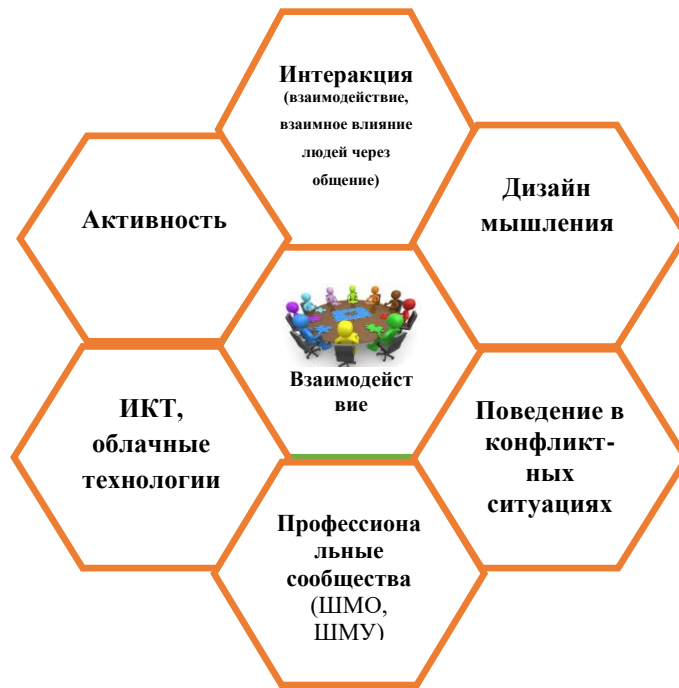 Интеракция
(взаимодействие,
взаимное влияние
людей через
общение)
Дизайн
мышления
Активность
Взаимодейст
вие
ИКТ,
облачные
технологии
Поведение в
конфликт-
ных
ситуациях
Профессиона
льные
сообщества
(ШМО,
ШМУ)